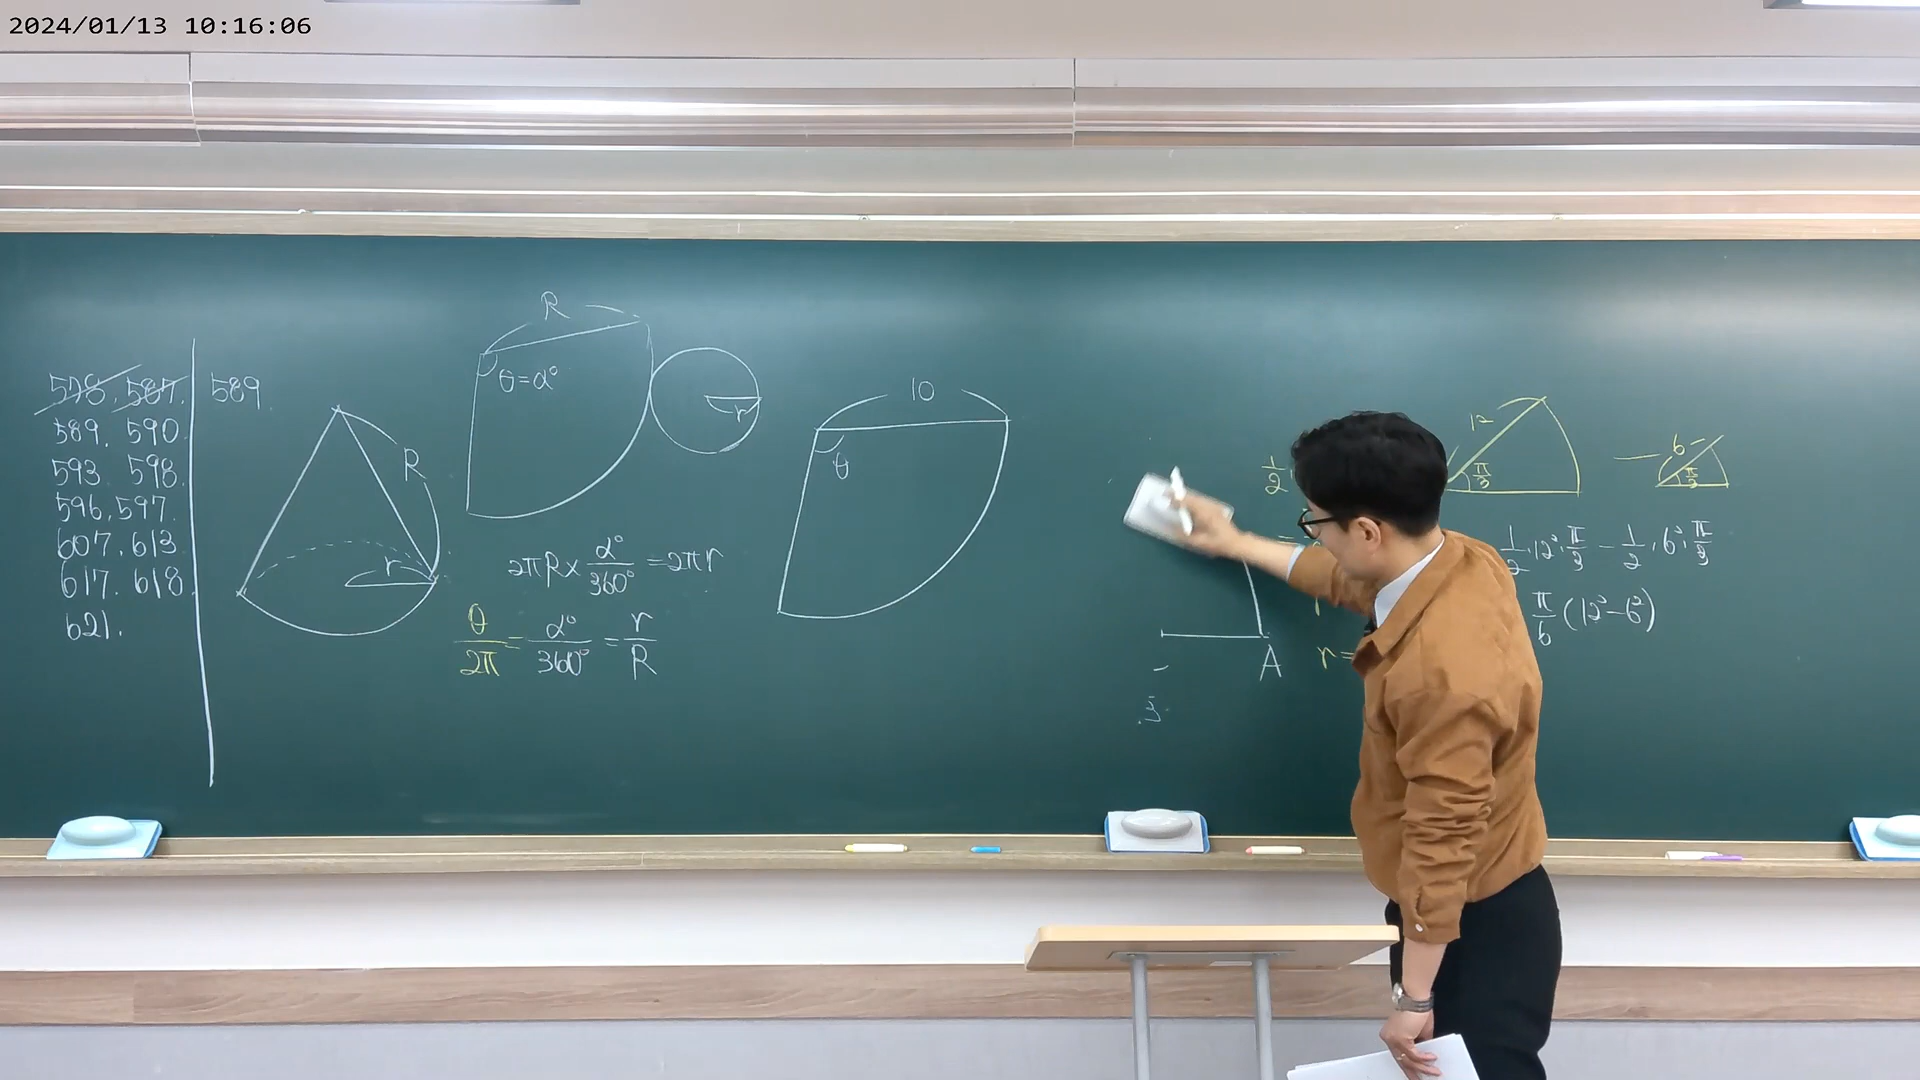 2024/01/13 10:16:06
578. 587. 589.
589. 590.
593. 598.
596. 597.
607. 613.
617. 618.
621.
R
r
R
θ=α°
r
2πR×α°/360°=2πr
θ/2π=α°/360°=r/R
10
θ
A
1/2
r=
12
π/3
— 6
π/3
1/2·12²·π/3 - 1/2·6²·π/3
π/6(12²-6²)